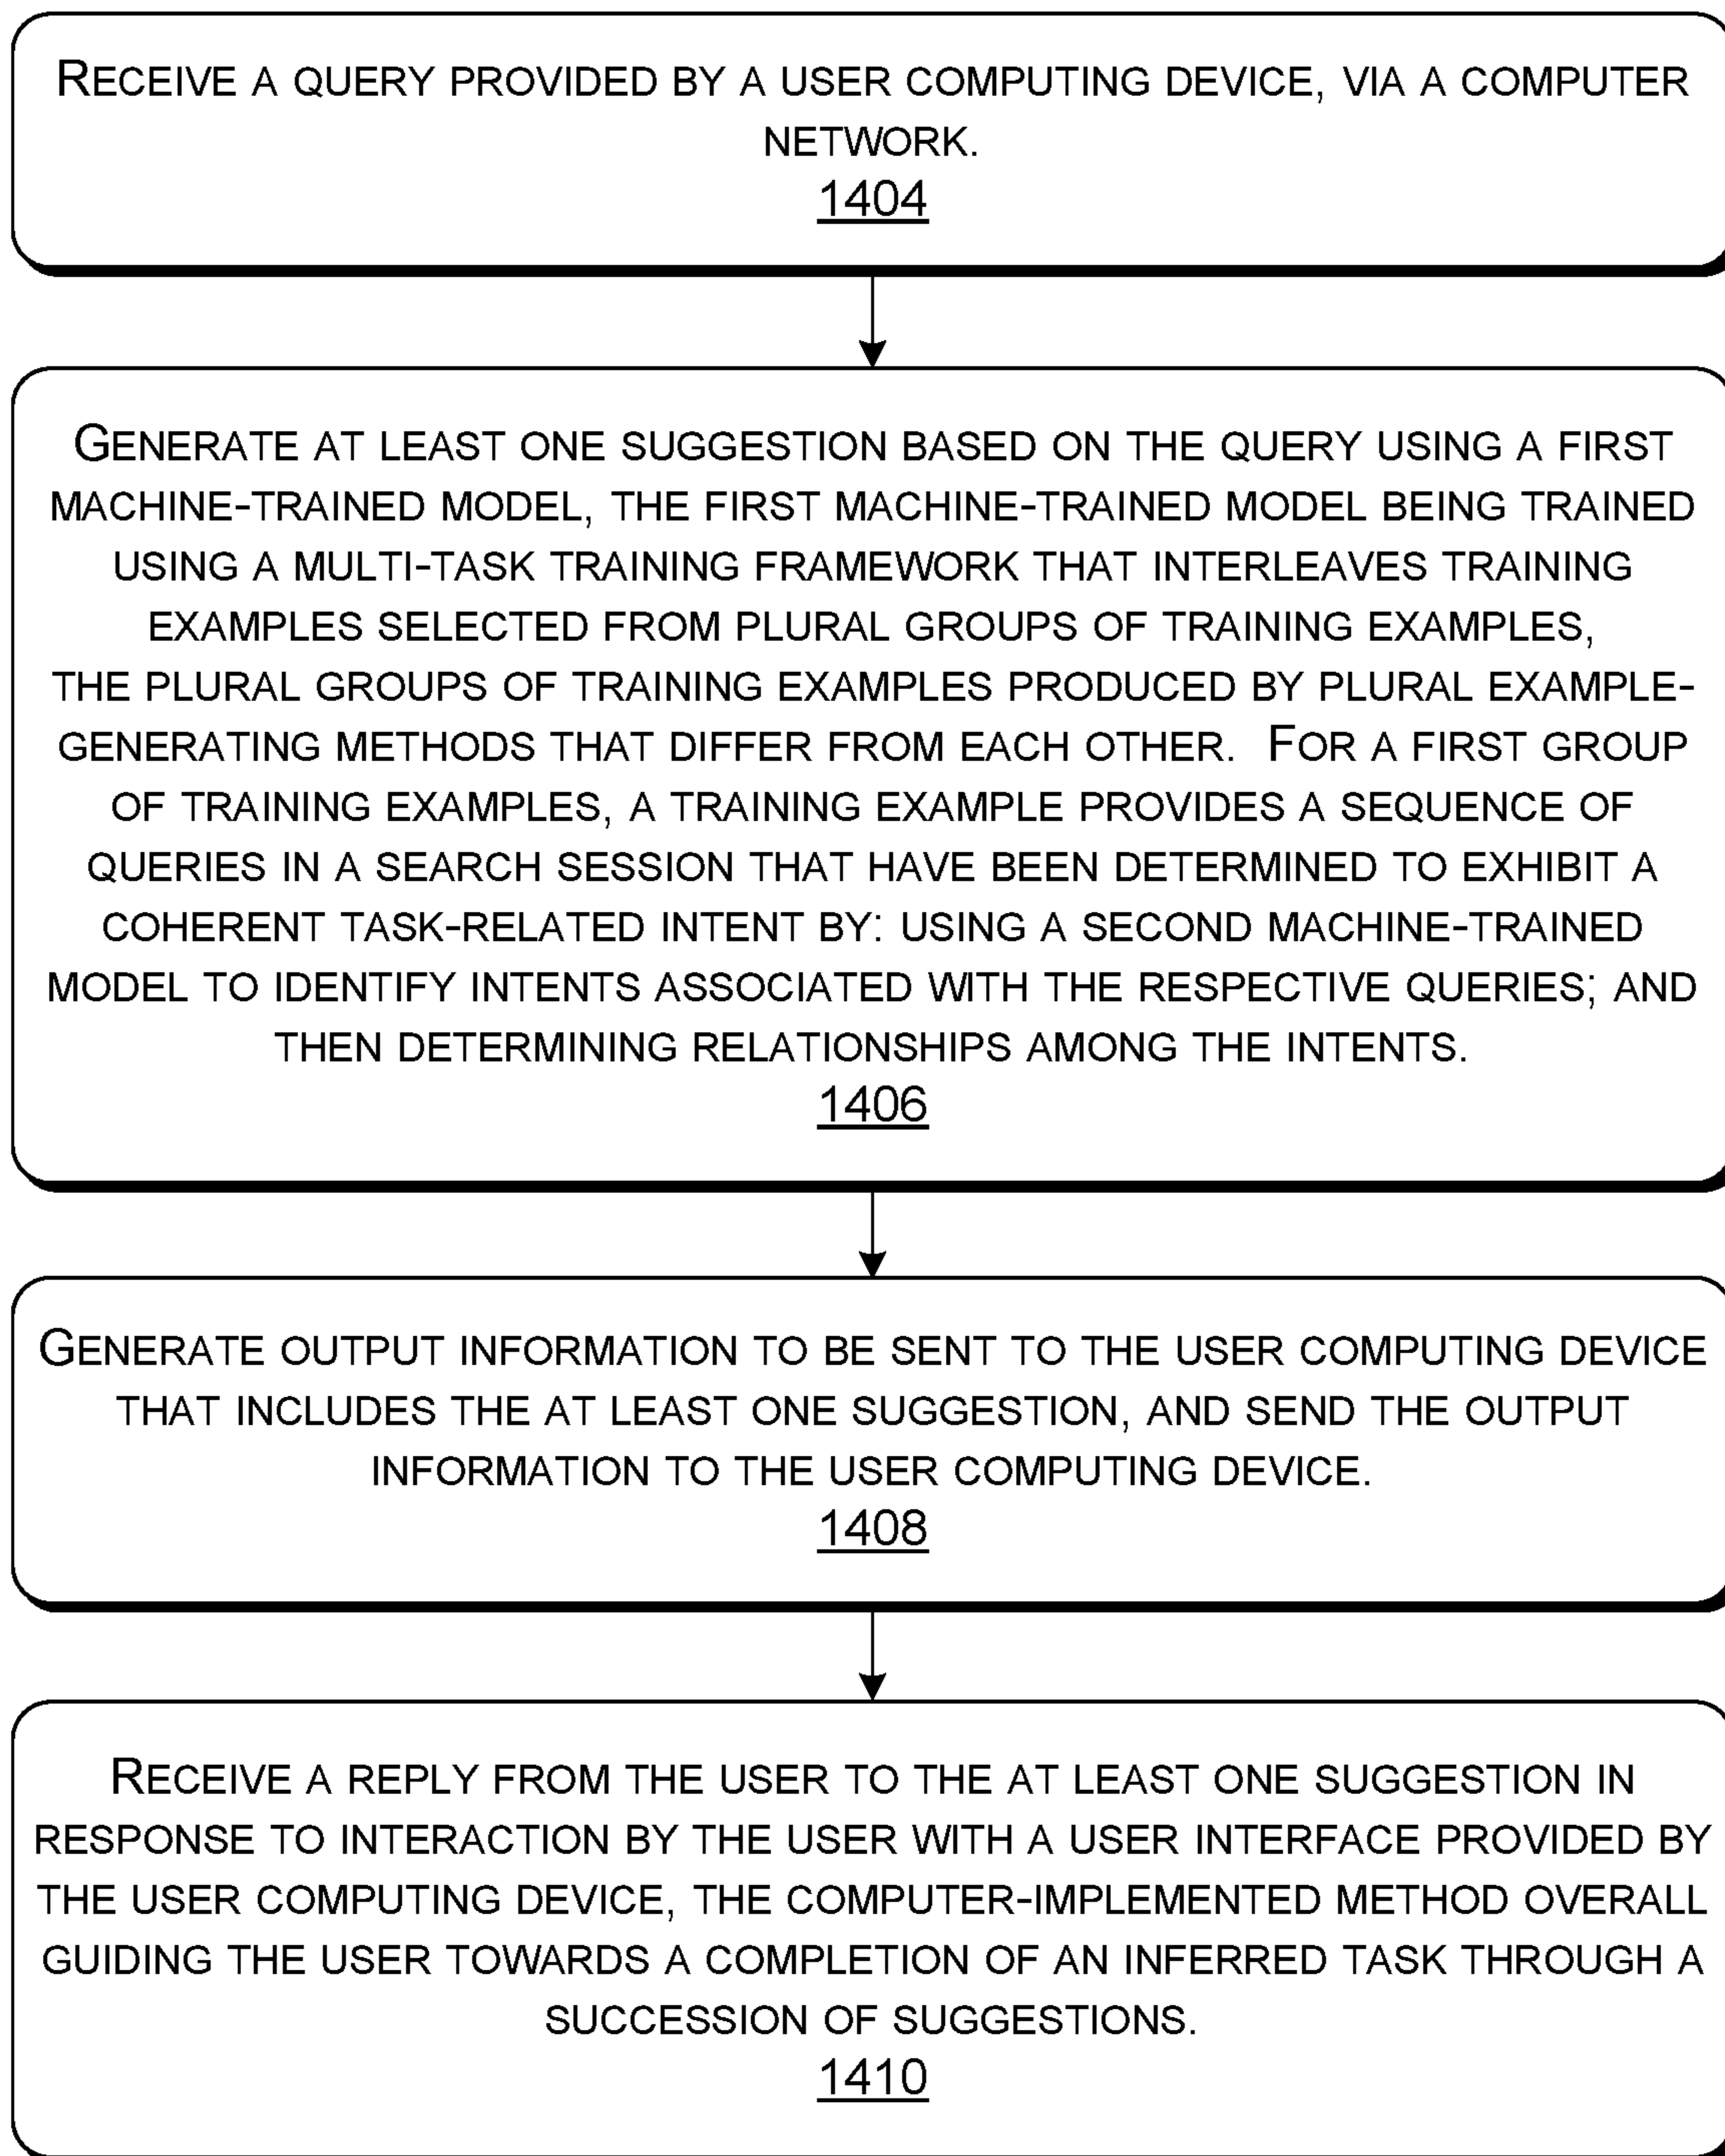 RECEIVE A QUERY PROVIDED BY A USER COMPUTING DEVICE, VIA A COMPUTER
NETWORK.
1404
GENERATE AT LEAST ONE SUGGESTION BASED ON THE QUERY USING A FIRST
MACHINE-TRAINED MODEL, THE FIRST MACHINE-TRAINED MODEL BEING TRAINED
USING A MULTI-TASK TRAINING FRAMEWORK THAT INTERLEAVES TRAINING
EXAMPLES SELECTED FROM PLURAL GROUPS OF TRAINING EXAMPLES,
THE PLURAL GROUPS OF TRAINING EXAMPLES PRODUCED BY PLURAL EXAMPLE-
GENERATING METHODS THAT DIFFER FROM EACH OTHER. FOR A FIRST GROUP
OF TRAINING EXAMPLES, A TRAINING EXAMPLE PROVIDES A SEQUENCE OF
QUERIES IN A SEARCH SESSION THAT HAVE BEEN DETERMINED TO EXHIBIT A
COHERENT TASK-RELATED INTENT BY: USING A SECOND MACHINE-TRAINED
MODEL TO IDENTIFY INTENTS ASSOCIATED WITH THE RESPECTIVE QUERIES; AND
THEN DETERMINING RELATIONSHIPS AMONG THE INTENTS.
1406
GENERATE OUTPUT INFORMATION TO BE SENT TO THE USER COMPUTING DEVICE
THAT INCLUDES THE AT LEAST ONE SUGGESTION, AND SEND THE OUTPUT
INFORMATION TO THE USER COMPUTING DEVICE.
1408
RECEIVE A REPLY FROM THE USER TO THE AT LEAST ONE SUGGESTION IN
RESPONSE TO INTERACTION BY THE USER WITH A USER INTERFACE PROVIDED BY
THE USER COMPUTING DEVICE, THE COMPUTER-IMPLEMENTED METHOD OVERALL
GUIDING THE USER TOWARDS A COMPLETION OF AN INFERRED TASK THROUGH A
SUCCESSION OF SUGGESTIONS.
1410